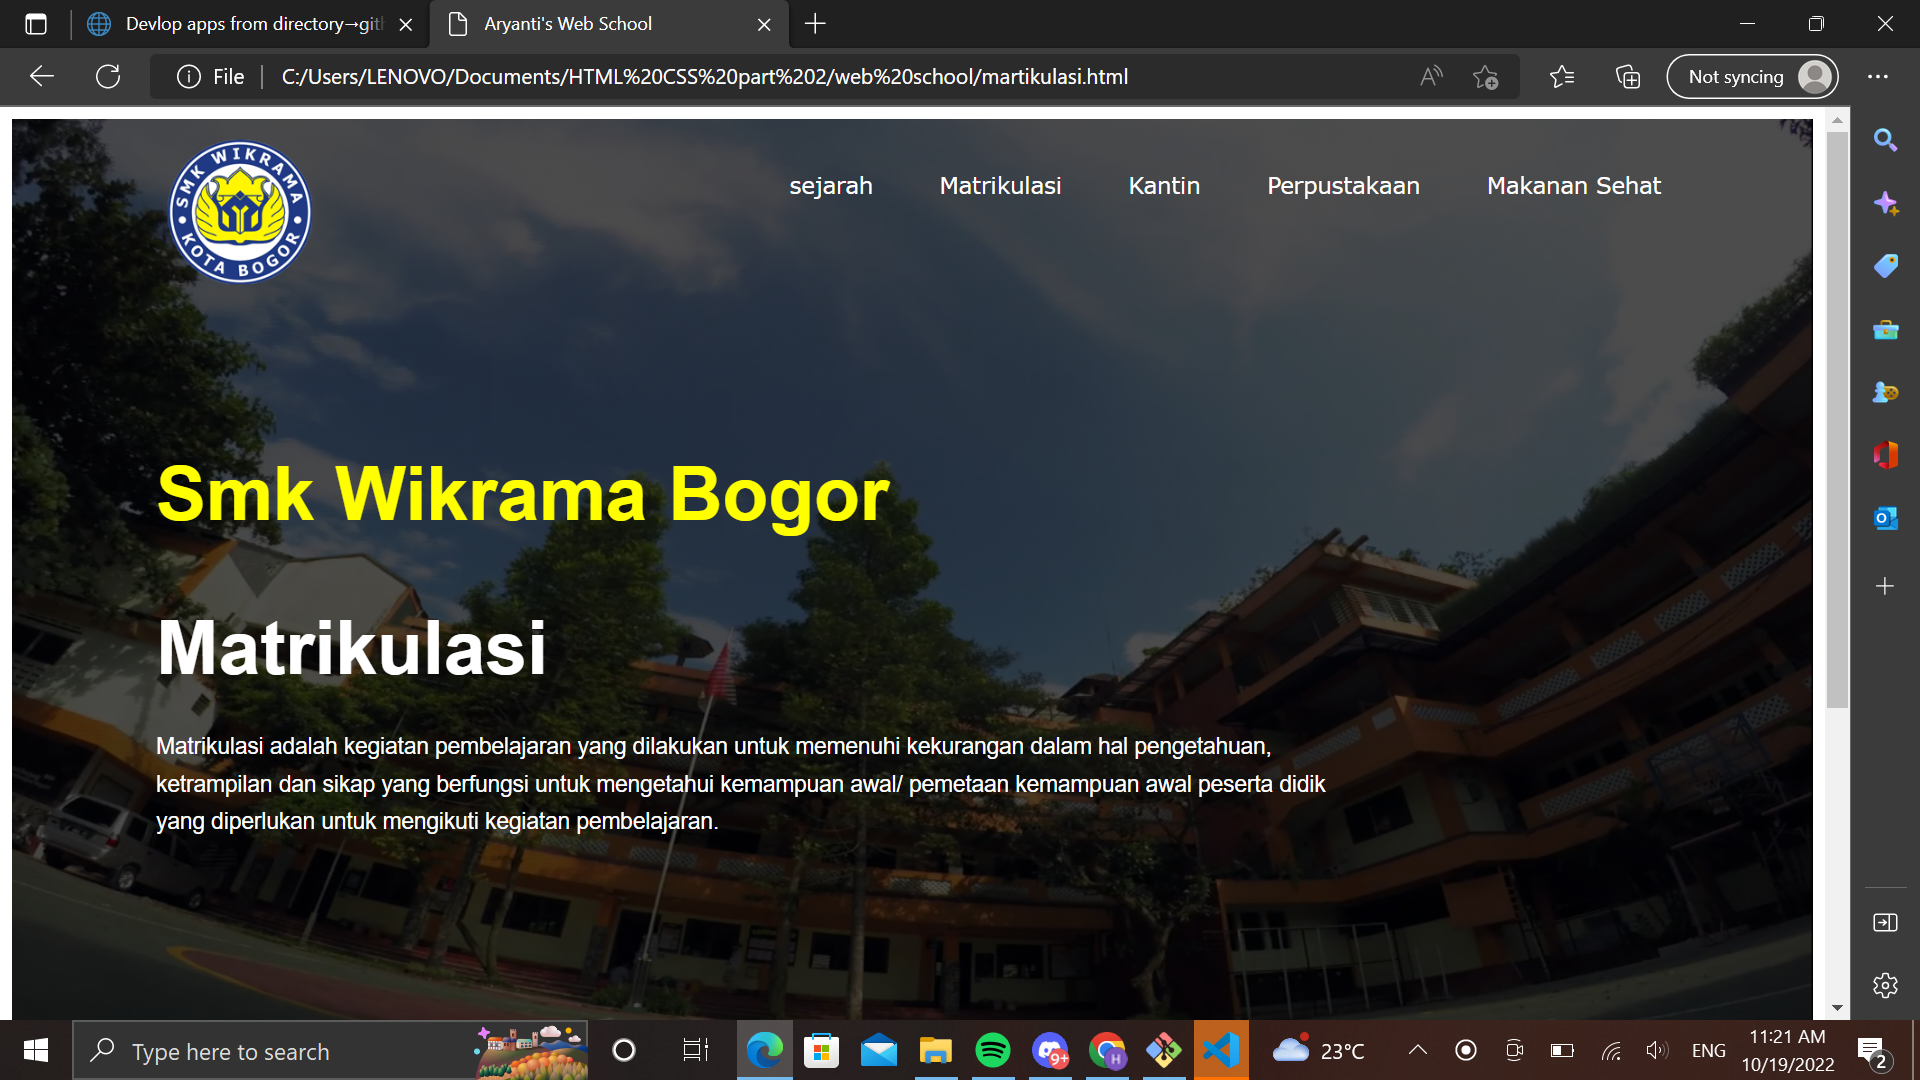 Devlop apps from directory→gith
Aryanti's Web School
File
C:/Users/LENOVO/Documents/HTML%20CSS%20part%202/web%20school/martikulasi.html
Not syncing
SMK WIKRAMA
KOTA BOGOR
sejarah
Matrikulasi
Kantin
Perpustakaan
Makanan Sehat
Smk Wikrama Bogor
Matrikulasi
Matrikulasi adalah kegiatan pembelajaran yang dilakukan untuk memenuhi kekurangan dalam hal pengetahuan,
ketrampilan dan sikap yang berfungsi untuk mengetahui kemampuan awal/ pemetaan kemampuan awal peserta didik
yang diperlukan untuk mengikuti kegiatan pembelajaran.
Type here to search
9+
H
23°C
ENG
11:21 AM
10/19/2022
2